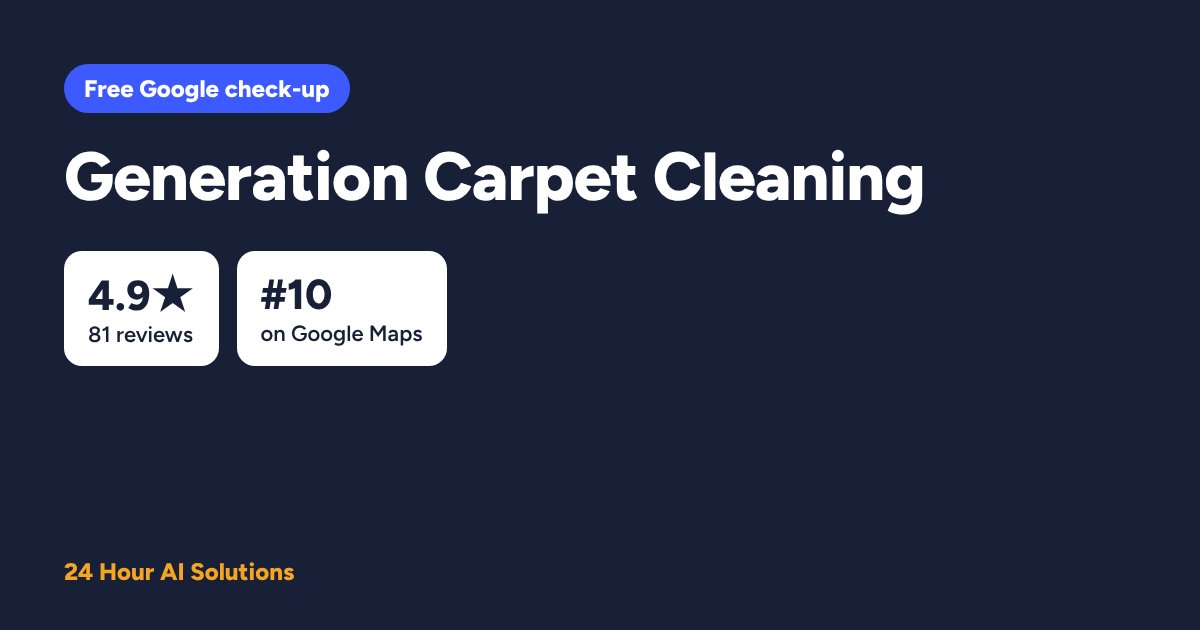 Free Google check-up
Generation Carpet Cleaning
4.9★
81 reviews
#10
on Google Maps
24 Hour AI Solutions